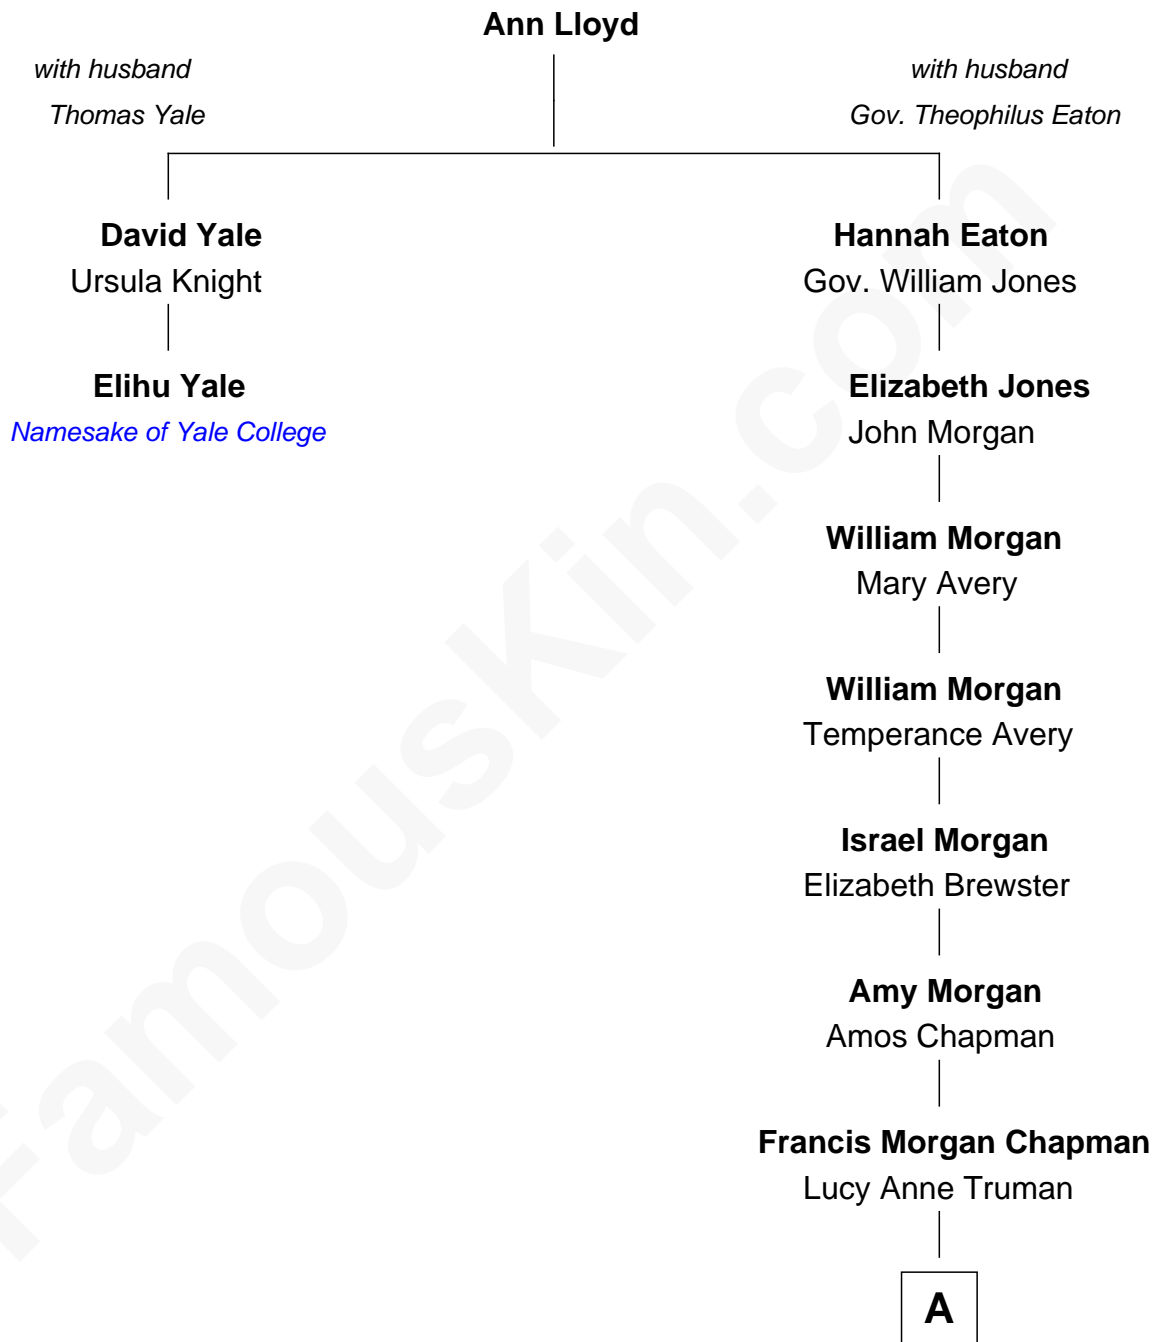 Ann Lloyd
with husband
Thomas Yale
with husband
Gov. Theophilus Eaton
David Yale
Ursula Knight
Hannah Eaton
Gov. William Jones
Elihu Yale
Namesake of Yale College
Elizabeth Jones
John Morgan
William Morgan
Mary Avery
William Morgan
Temperance Avery
Israel Morgan
Elizabeth Brewster
Amy Morgan
Amos Chapman
Francis Morgan Chapman
Lucy Anne Truman
A
FamousKin.com